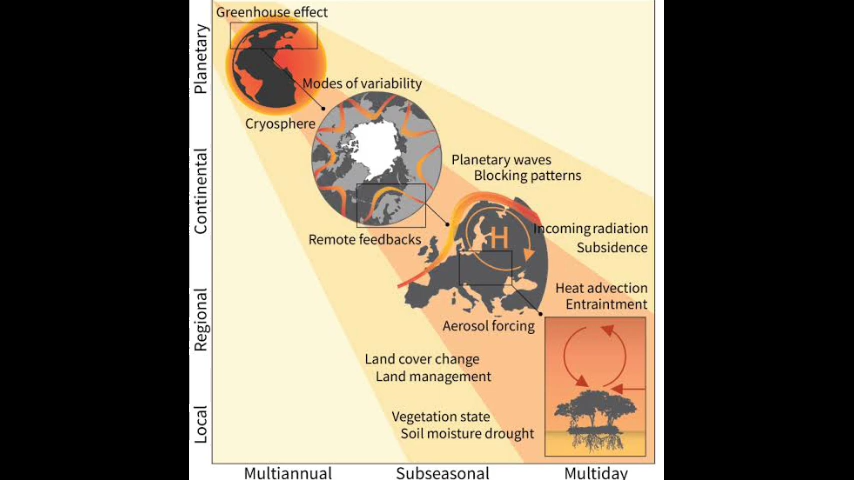 Greenhouse effect
Planetary
Modes of variability
Cryosphere
Planetary waves
Blocking patterns
Continental
Incoming radiation
H
Remote feedbacks
Subsidence
Heat advection
Entraintment
Regional
Aerosol forcing
Land cover change
Land management
Local
Vegetation state
Soil moisture drought
Multiannual
Subseasonal
Multiday